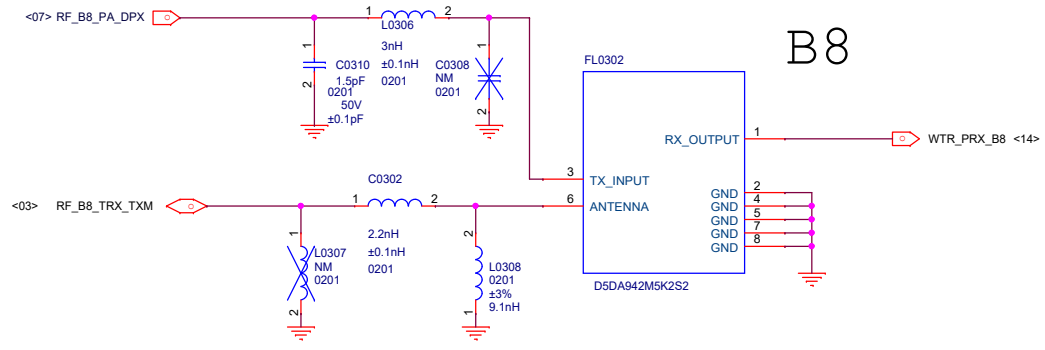 <07> RF_B8_PA_DPX
1
2
L0306
3nH
±0.1nH
0201
1
2
C0310
1.5pF
0201
50V
±0.1pF
1
2
C0308
NM
0201
B8
FL0302
RX_OUTPUT
1
WTR_PRX_B8 <14>
3
TX_INPUT
6
ANTENNA
GND
2
GND
4
GND
5
GND
7
GND
8
D5DA942M5K2S2
C0302
<03> RF_B8_TRX_TXM
1
2
2.2nH
±0.1nH
0201
1
2
L0307
NM
0201
2
1
L0308
0201
±3%
9.1nH